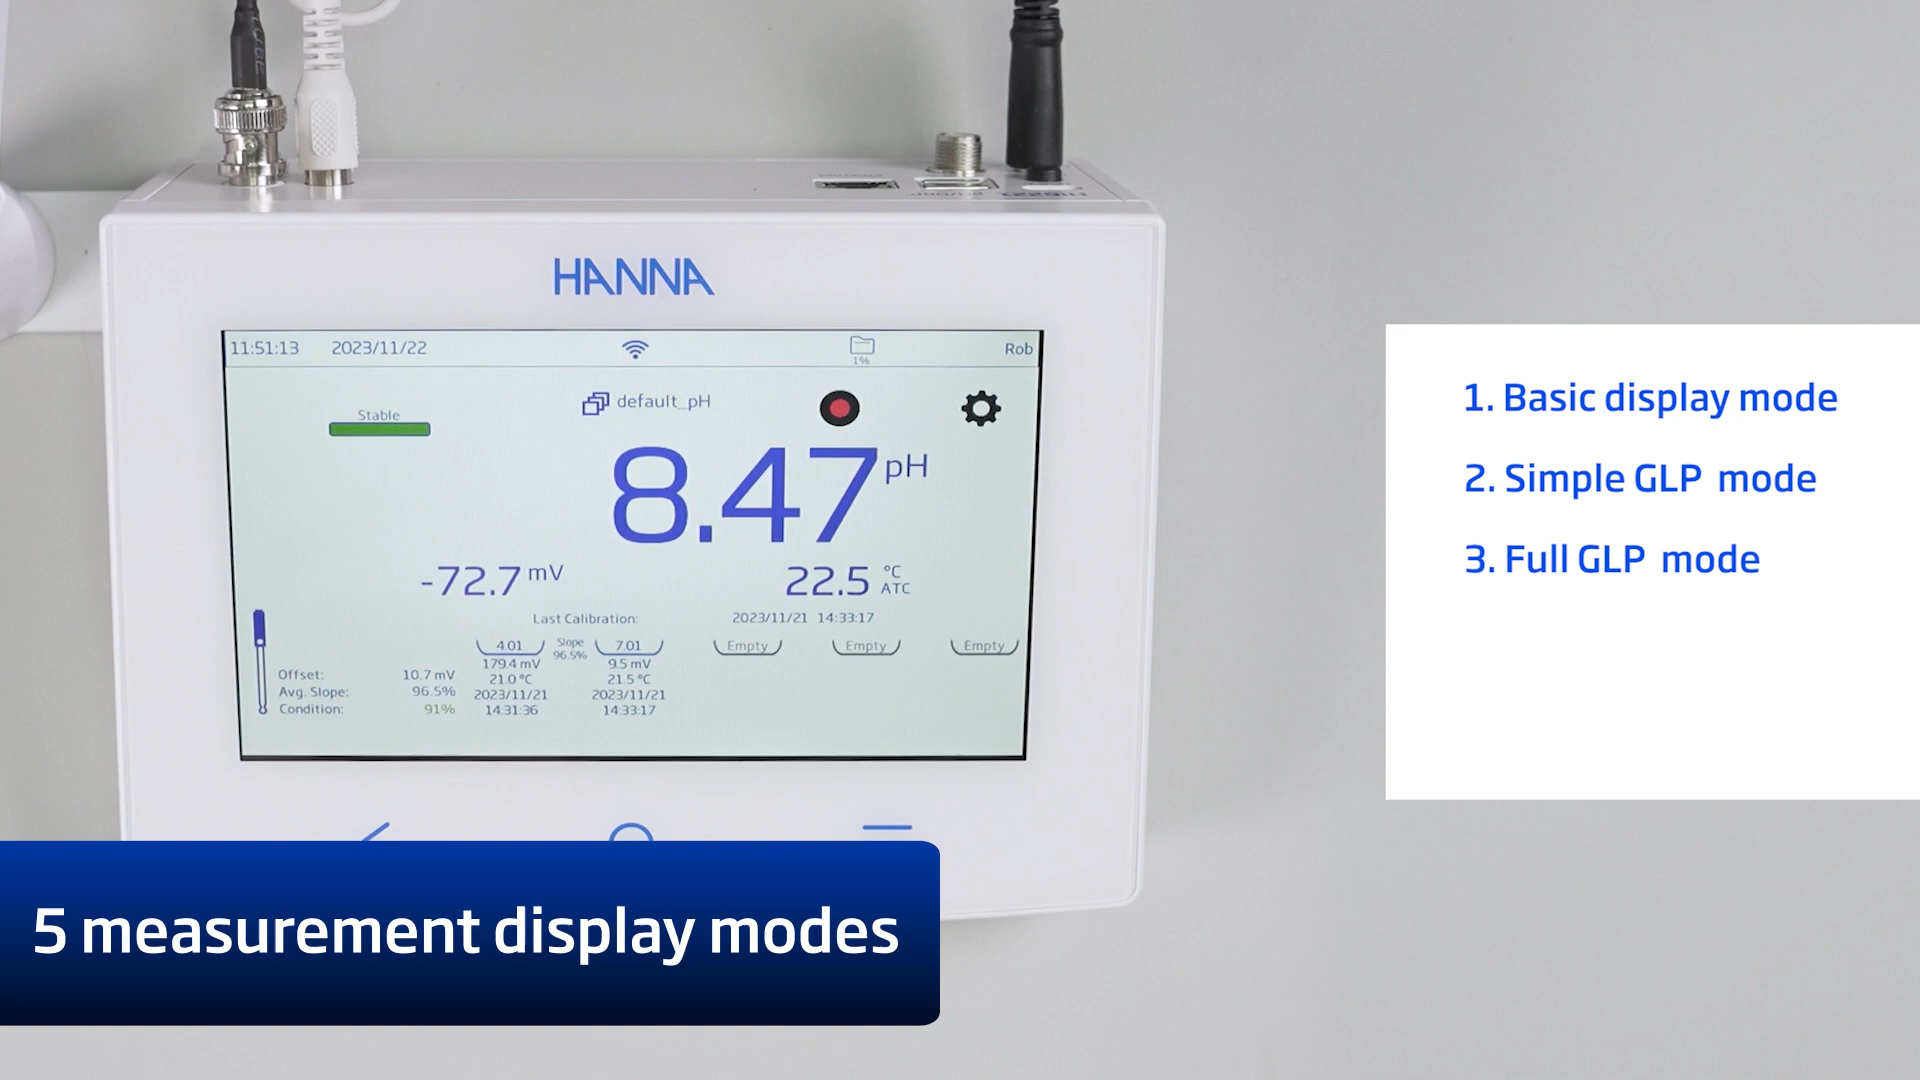 HANNA
11:51:13 2023/11/22 1% Rob
Stable
default_pH
8.47 pH
-72.7 mV 22.5 °C ATC
Last Calibration: 2023/11/21 14:33:17
4.01 Slope 96.5% 7.01 Empty Empty Empty
179.4 mV 9.5 mV
21.0 °C 21.5 °C
2023/11/21 2023/11/21
14:31:36 14:33:17
Offset: 10.7 mV
Avg. Slope: 96.5%
Condition: 91%
1. Basic display mode
2. Simple GLP mode
3. Full GLP mode
5 measurement display modes